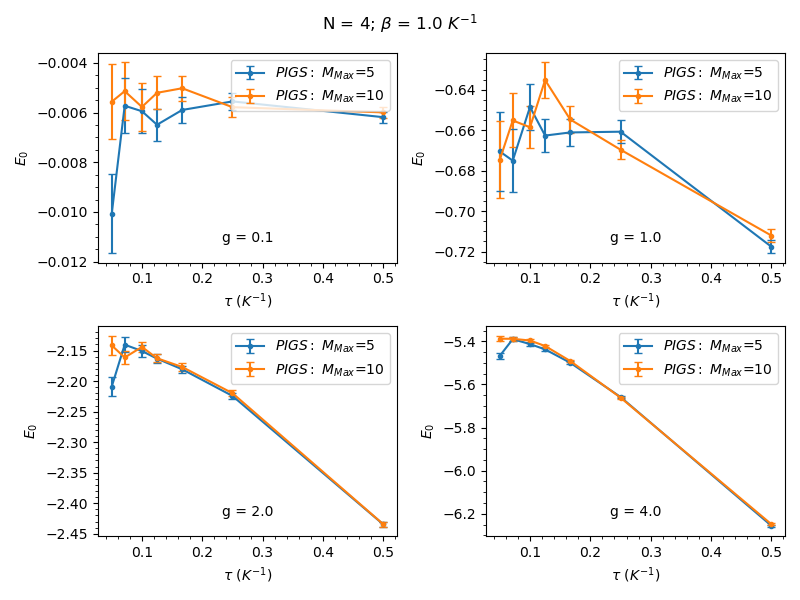 N = 4; β = 1.0 K⁻¹
−0.004
−0.006
−0.008
−0.010
−0.012
E₀
PIGS: M_Max=5
PIGS: M_Max=10
g = 0.1
0.1 0.2 0.3 0.4 0.5
τ (K⁻¹)
−0.64
−0.66
−0.68
−0.70
−0.72
E₀
PIGS: M_Max=5
PIGS: M_Max=10
g = 1.0
0.1 0.2 0.3 0.4 0.5
τ (K⁻¹)
−2.15
−2.20
−2.25
−2.30
−2.35
−2.40
−2.45
E₀
PIGS: M_Max=5
PIGS: M_Max=10
g = 2.0
0.1 0.2 0.3 0.4 0.5
τ (K⁻¹)
−5.4
−5.6
−5.8
−6.0
−6.2
E₀
PIGS: M_Max=5
PIGS: M_Max=10
g = 4.0
0.1 0.2 0.3 0.4 0.5
τ (K⁻¹)